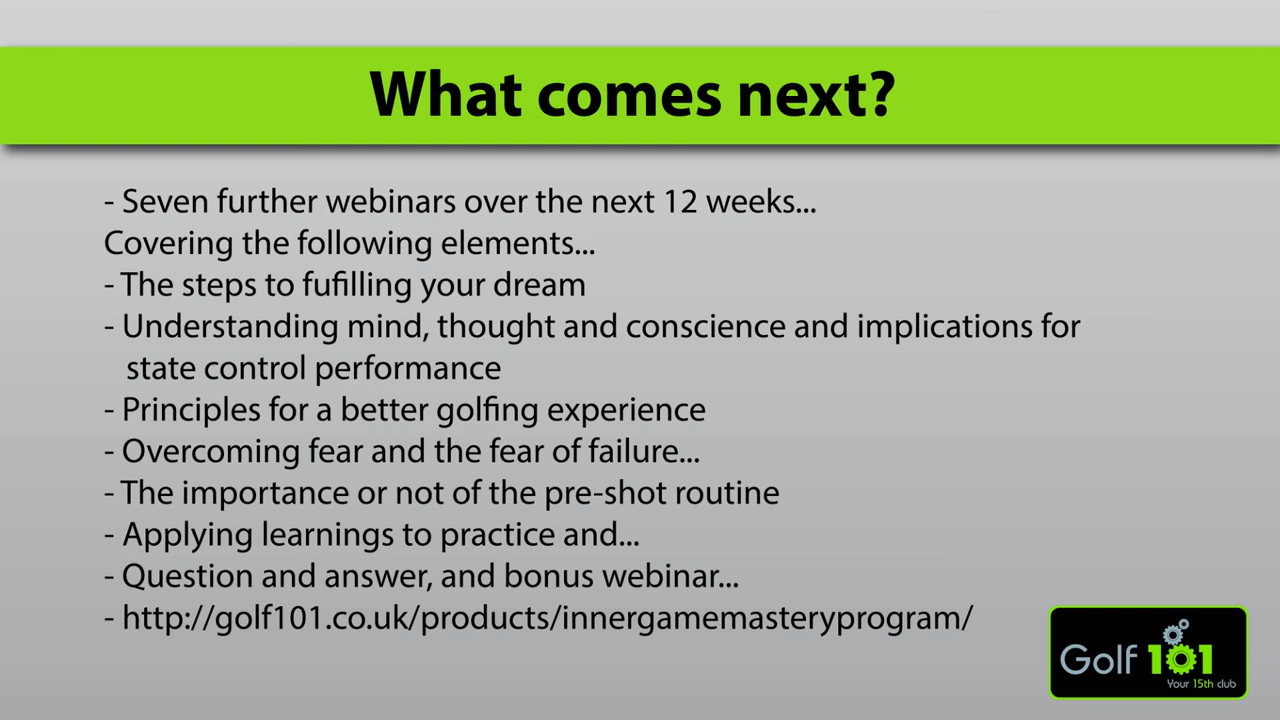 What comes next?
- Seven further webinars over the next 12 weeks...
Covering the following elements...
- The steps to fufilling your dream
- Understanding mind, thought and conscience and implications for
state control performance
- Principles for a better golfing experience
- Overcoming fear and the fear of failure...
- The importance or not of the pre-shot routine
- Applying learnings to practice and...
- Question and answer, and bonus webinar...
- http://golf101.co.uk/products/innergamemasteryprogram/
Golf 101
Your 15th club